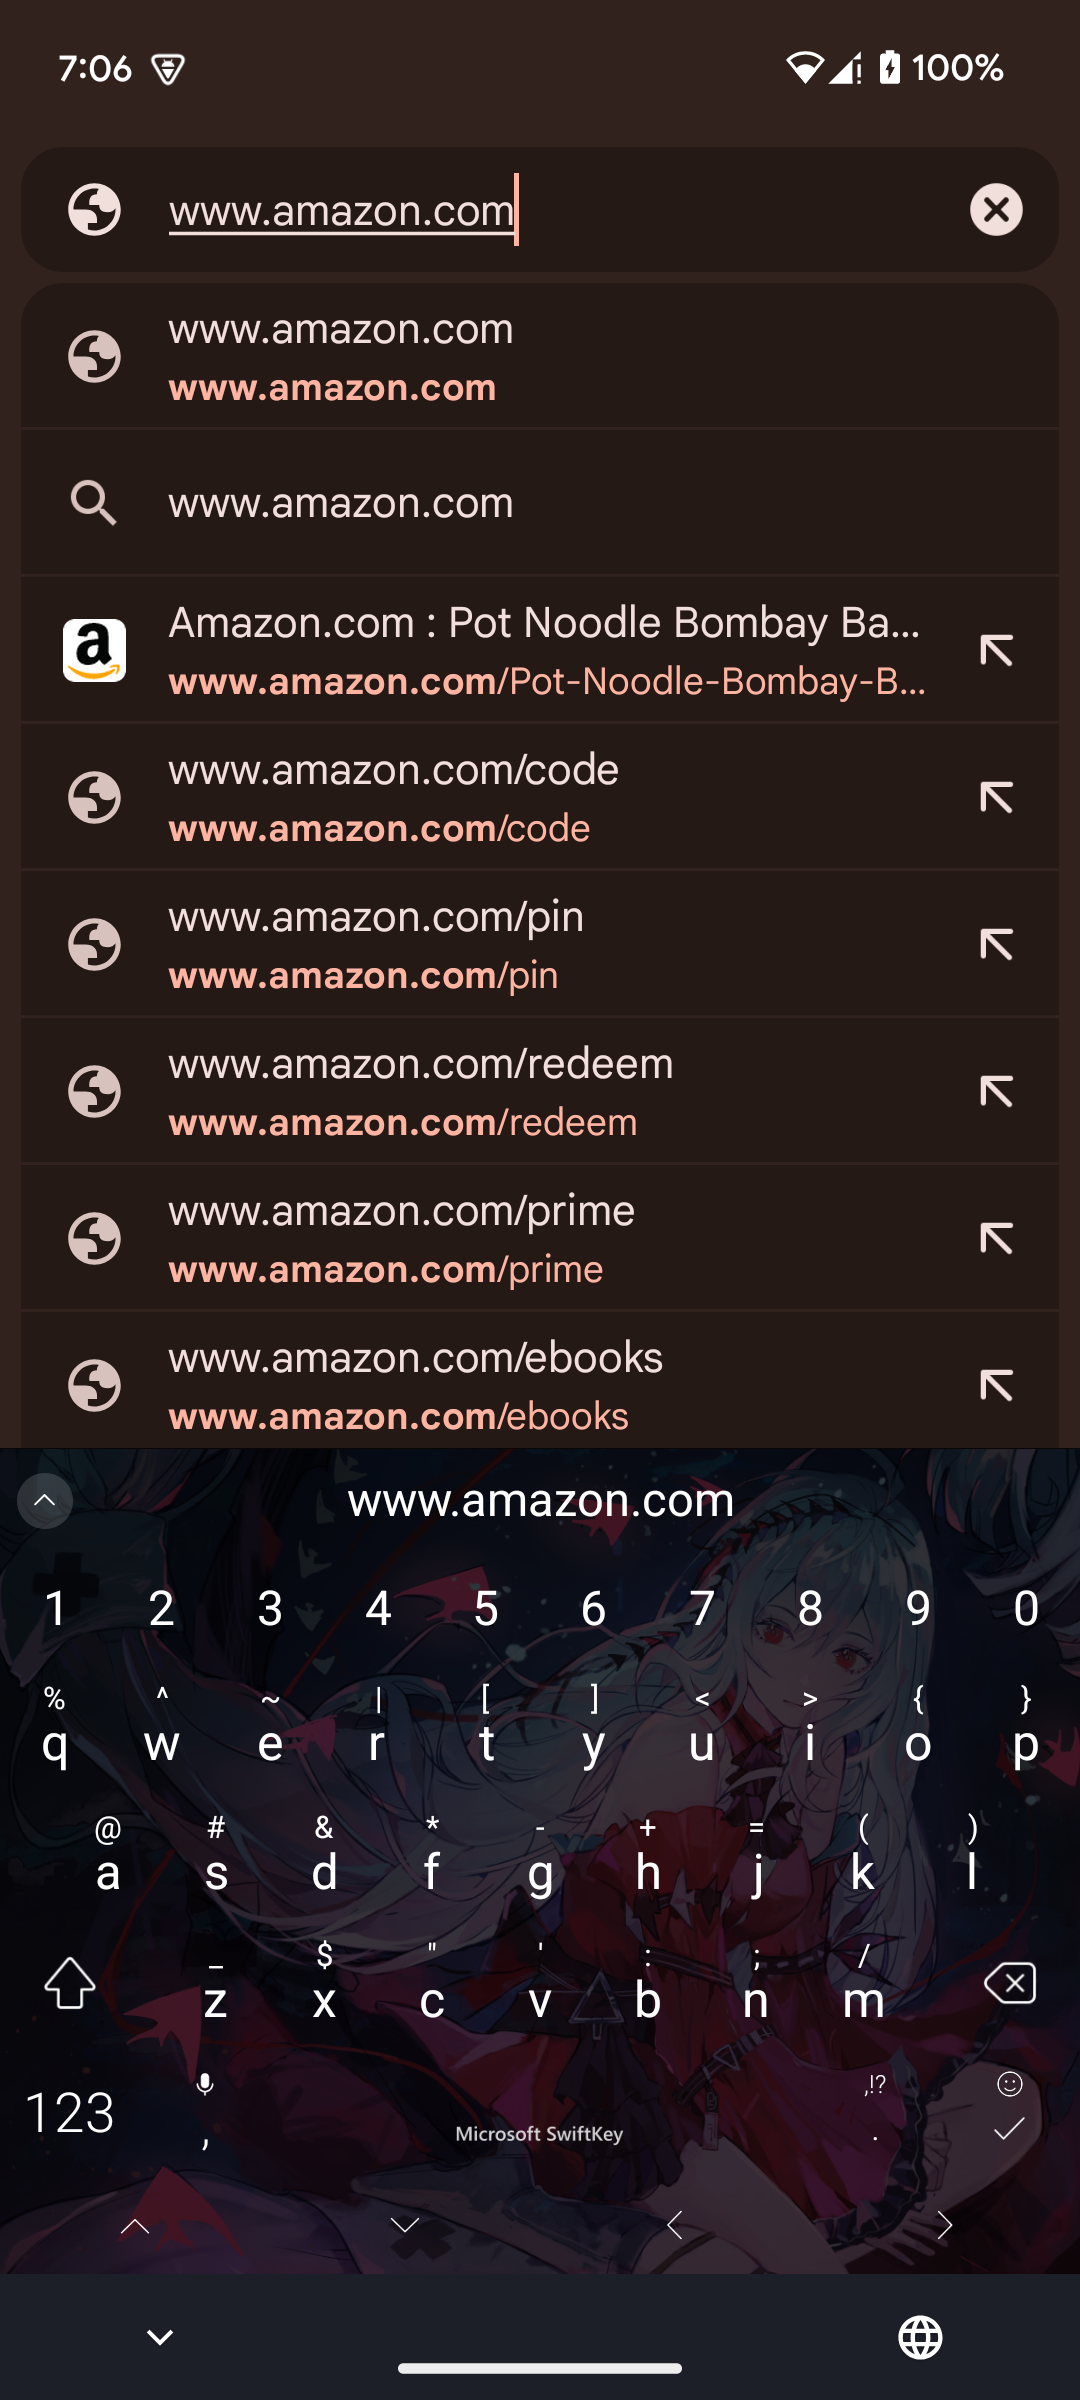 7:06 100%
www.amazon.com
www.amazon.com
www.amazon.com
www.amazon.com
Amazon.com : Pot Noodle Bombay Ba...
www.amazon.com/Pot-Noodle-Bombay-B...
www.amazon.com/code
www.amazon.com/code
www.amazon.com/pin
www.amazon.com/pin
www.amazon.com/redeem
www.amazon.com/redeem
www.amazon.com/prime
www.amazon.com/prime
www.amazon.com/ebooks
www.amazon.com/ebooks
www.amazon.com
1 2 3 4 5 6 7 8 9 0
% ^ ~ | [ ] < > { }
q w e r t y u i o p
@ # & * - + = ( )
a s d f g h j k l
_ $ " ' : ; /
z x c v b n m
,!?
123 , Microsoft SwiftKey .